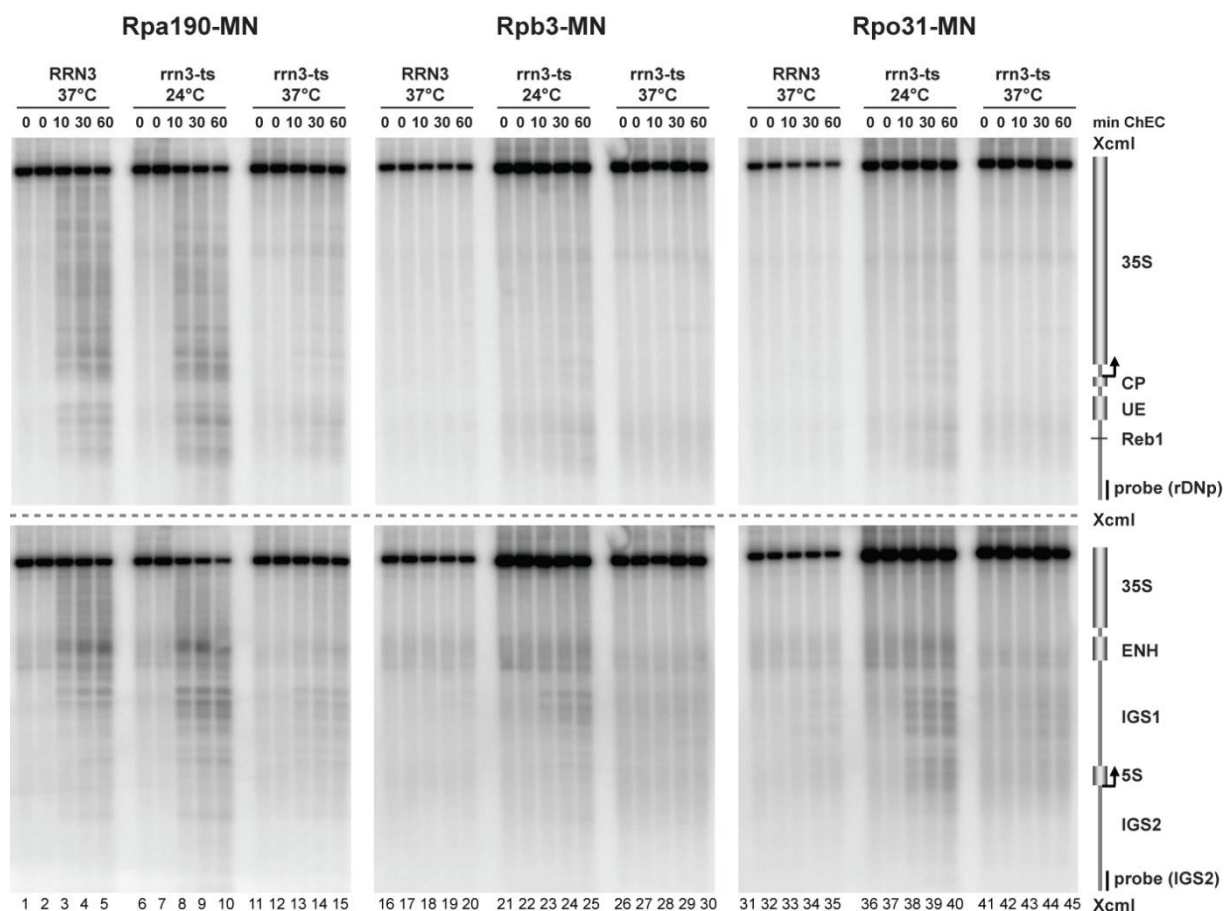 Rpa190-MN Rpb3-MN Rpo31-MN
RRN3 rrn3-ts rrn3-ts RRN3 rrn3-ts rrn3-ts RRN3 rrn3-ts rrn3-ts
37°C 24°C 37°C 37°C 24°C 37°C 37°C 24°C 37°C
0 0 10 30 60 0 0 10 30 60 0 0 10 30 60 0 0 10 30 60 0 0 10 30 60 0 0 10 30 60 0 0 10 30 60 0 0 10 30 60 0 0 10 30 60 min ChEC
XcmI
35S
CP
UE
Reb1
probe (rDNp)
XcmI
35S
ENH
IGS1
5S
IGS2
probe (IGS2)
1 2 3 4 5 6 7 8 9 10 11 12 13 14 15 16 17 18 19 20 21 22 23 24 25 26 27 28 29 30 31 32 33 34 35 36 37 38 39 40 41 42 43 44 45 XcmI